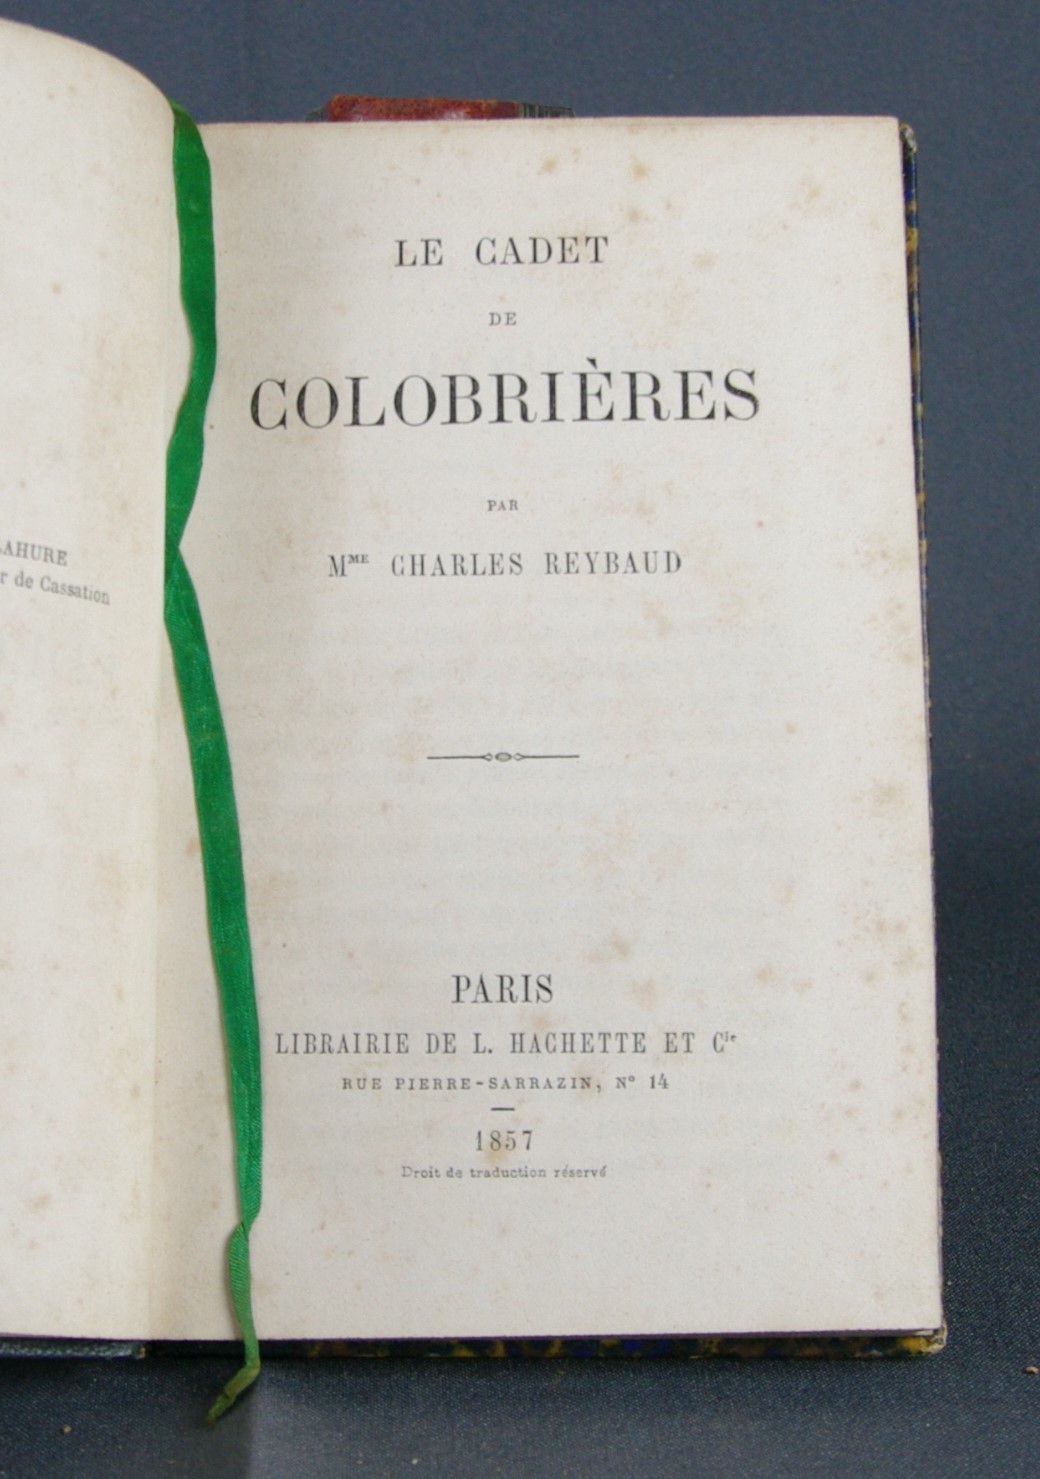 LAHURE
r de Cassation
LE CADET
DE
COLOBRIÈRES
PAR
Mᴹᴱ CHARLES REYBAUD
PARIS
LIBRAIRIE DE L. HACHETTE ET Cⁱᵉ
RUE PIERRE-SARRAZIN, N° 14
1857
Droit de traduction réservé